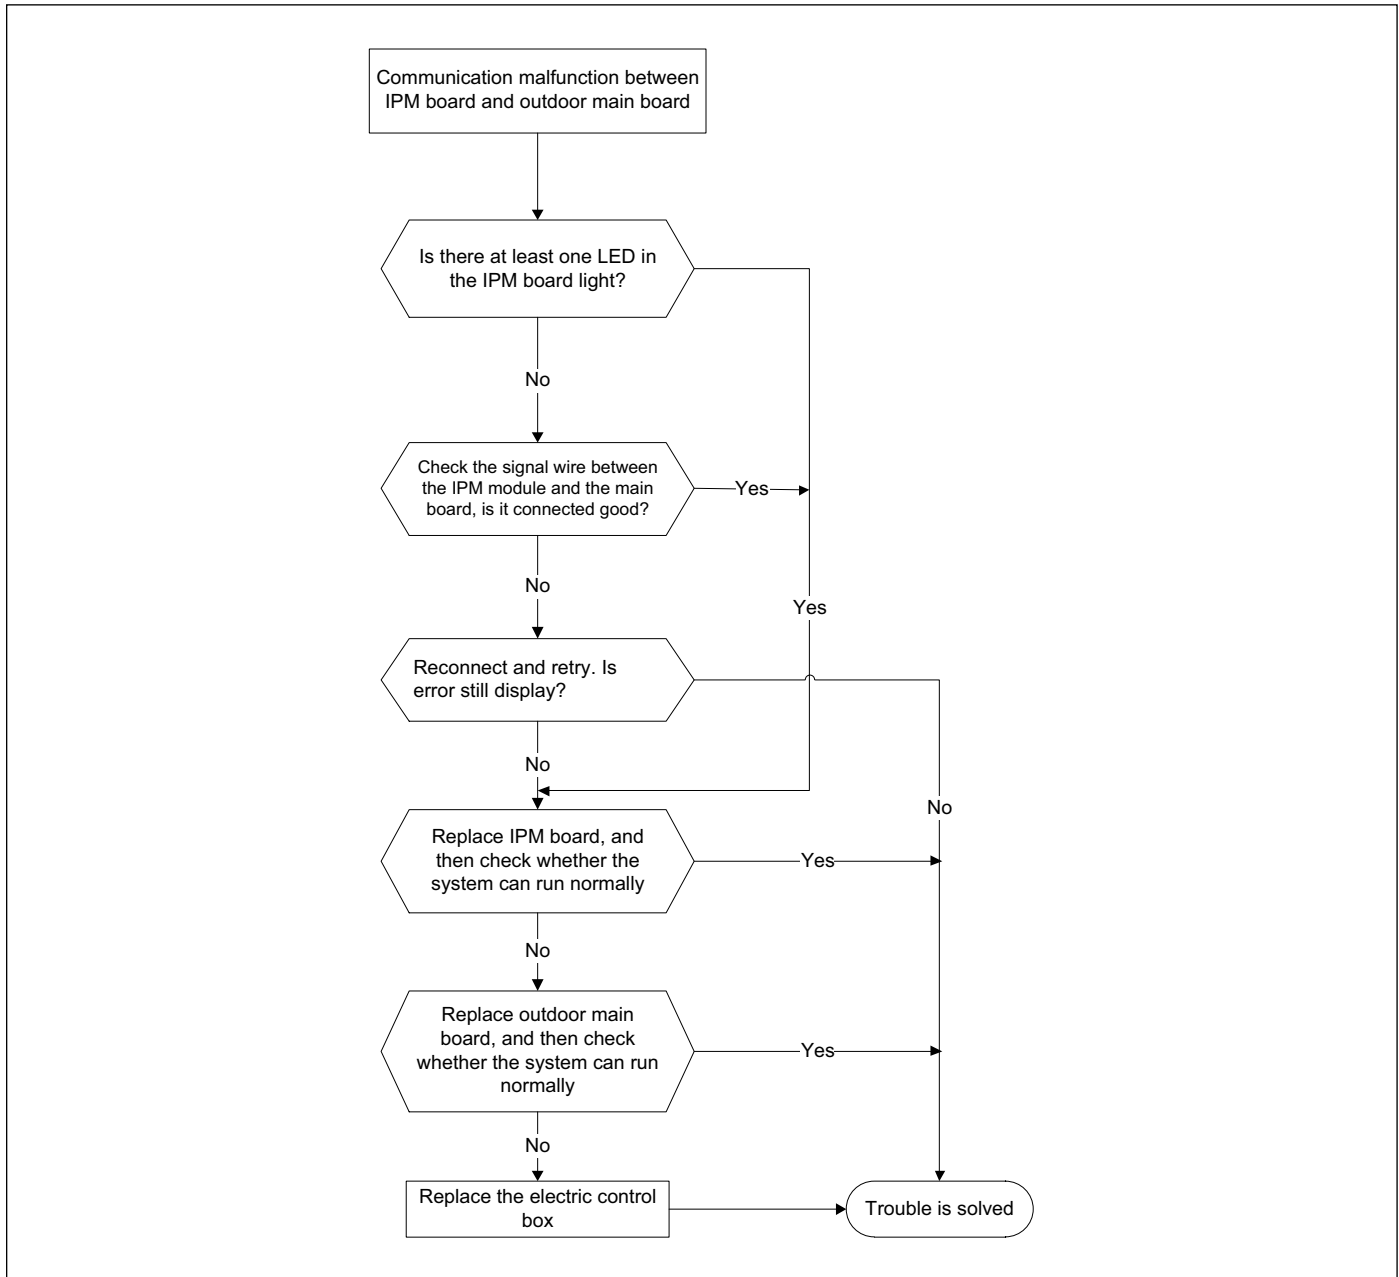 Communication malfunction between
IPM board and outdoor main board
Is there at least one LED in
the IPM board light?
No
Check the signal wire between
the IPM module and the main
board, is it connected good?
Yes
No
Yes
Reconnect and retry. Is
error still display?
No
No
Replace IPM board, and
then check whether the
system can run normally
Yes
No
Replace outdoor main
board, and then check
whether the system can run
normally
Yes
No
Replace the electric control
box
Trouble is solved